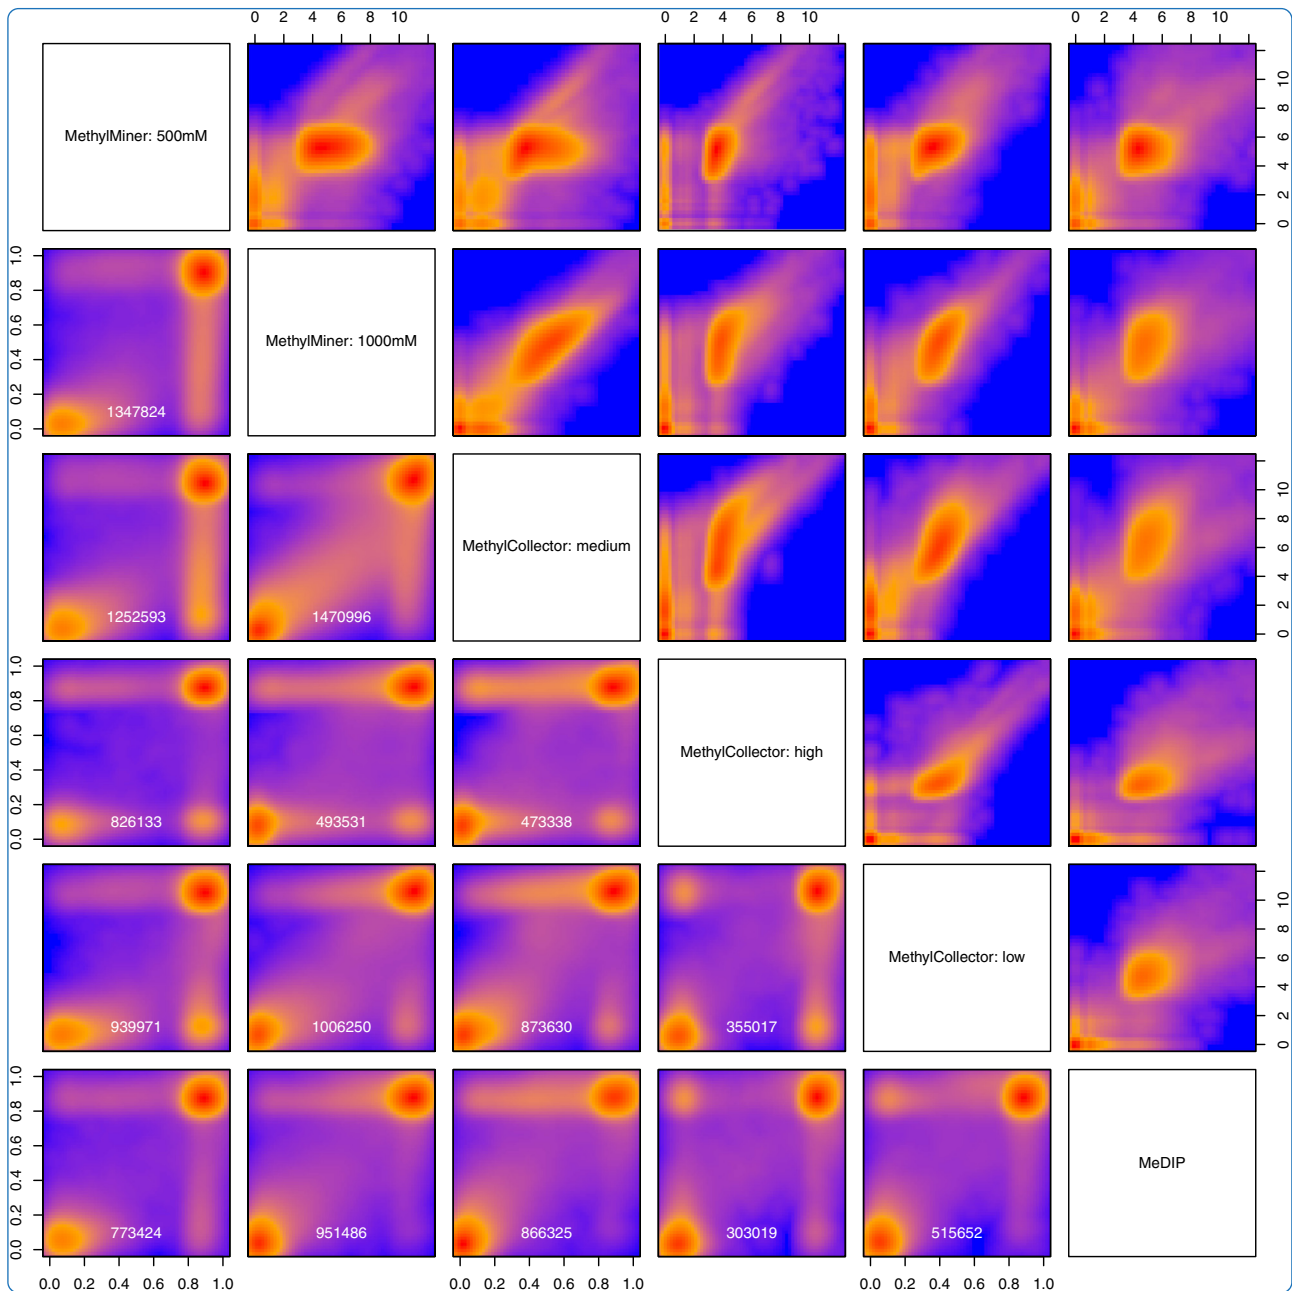 0 2 4 6 8 10 0 2 4 6 8 10 0 2 4 6 8 10
MethylMiner: 500mM
0 2 4 6 8 10
0.0 0.2 0.4 0.6 0.8 1.0
1347824
MethylMiner: 1000mM
1252593
1470996
MethylCollector: medium
0 2 4 6 8 10
0.0 0.2 0.4 0.6 0.8 1.0
826133
493531
473338
MethylCollector: high
939971
1006250
873630
355017
MethylCollector: low
0 2 4 6 8 10
0.0 0.2 0.4 0.6 0.8 1.0
773424
951486
866325
303019
515652
MeDIP
0.0 0.2 0.4 0.6 0.8 1.0 0.0 0.2 0.4 0.6 0.8 1.0 0.0 0.2 0.4 0.6 0.8 1.0